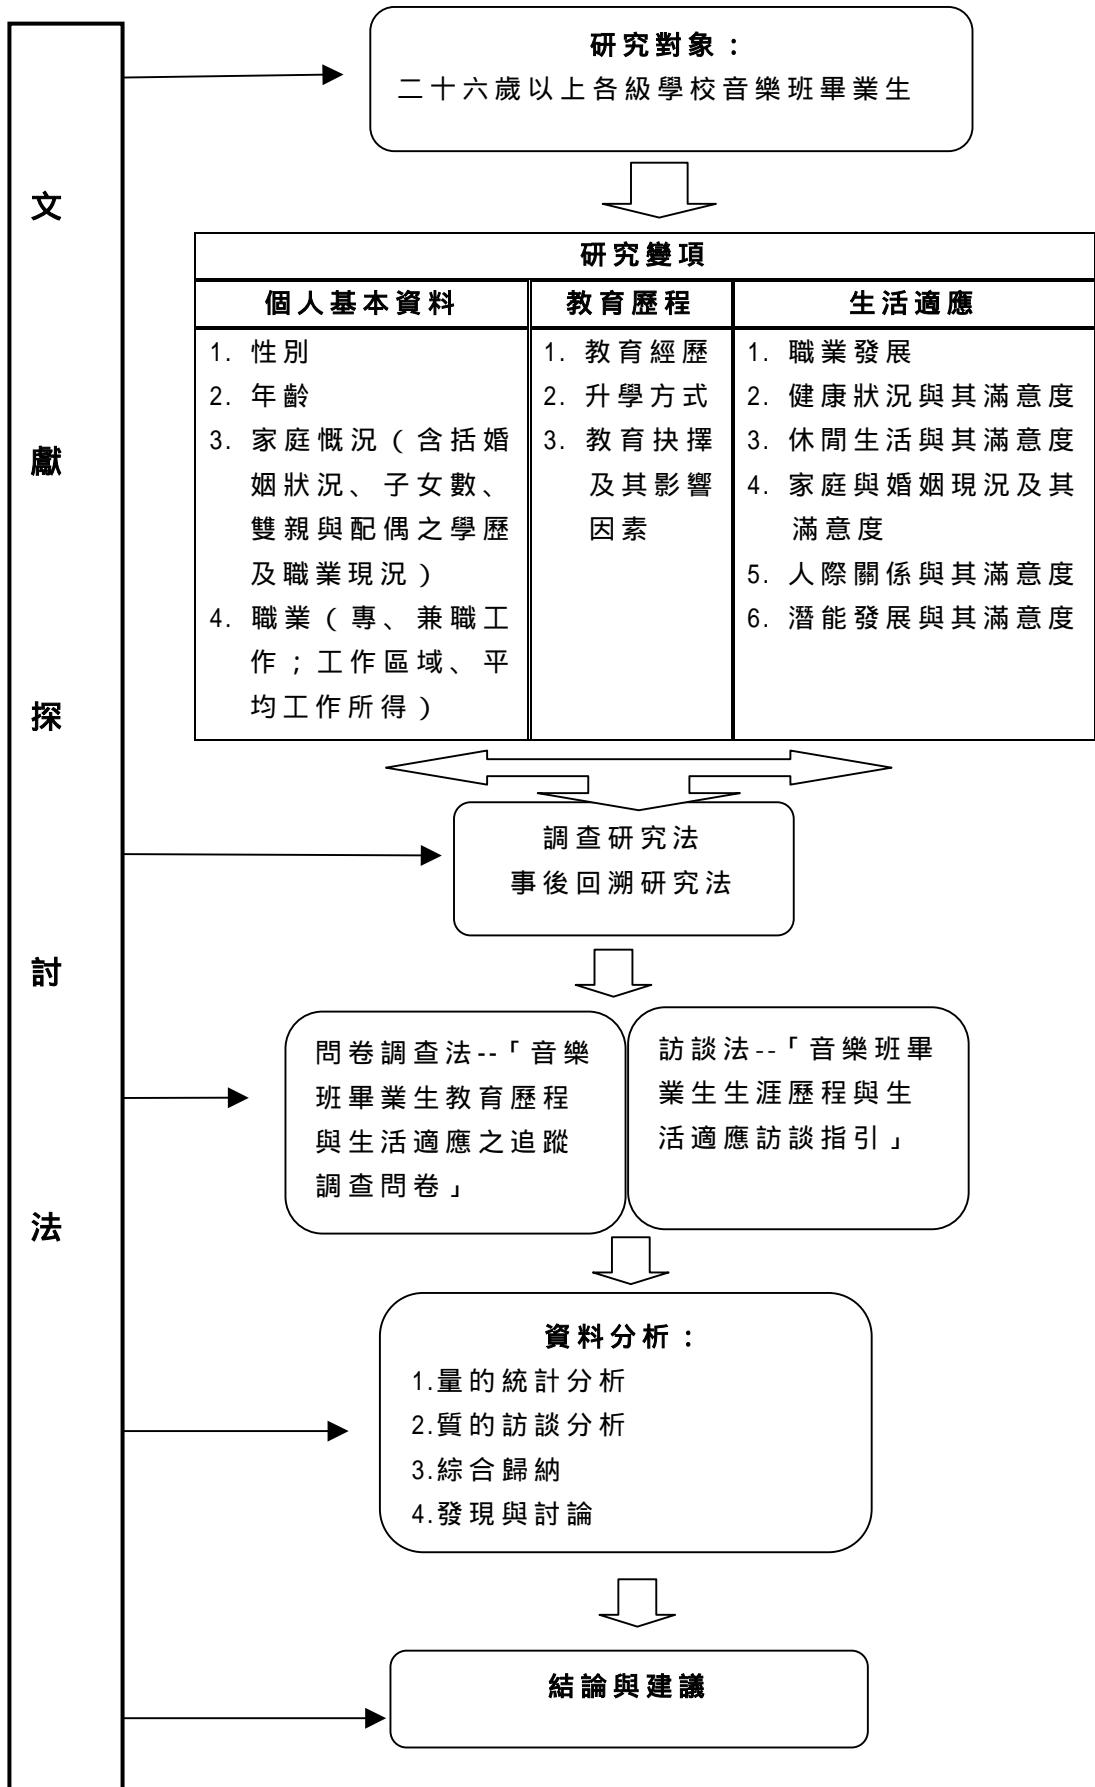 文
獻
探
討
法
研究對象：
二十六歲以上各級學校音樂班畢業生
研究變項
個人基本資料
1. 性別
2. 年齡
3. 家庭慨況（含括婚
姻狀況、子女數、
雙親與配偶之學歷
及職業現況）
4. 職業（專、兼職工
作；工作區域、平
均工作所得）
教育歷程
1. 教育經歷
2. 升學方式
3. 教育抉擇
及其影響
因素
生活適應
1. 職業發展
2. 健康狀況與其滿意度
3. 休閒生活與其滿意度
4. 家庭與婚姻現況及其
滿意度
5. 人際關係與其滿意度
6. 潛能發展與其滿意度
調查研究法
事後回溯研究法
問卷調查法--「音樂
班畢業生教育歷程
與生活適應之追蹤
調查問卷」
訪談法--「音樂班畢
業生生涯歷程與生
活適應訪談指引」
資料分析：
1.量的統計分析
2.質的訪談分析
3.綜合歸納
4.發現與討論
結論與建議